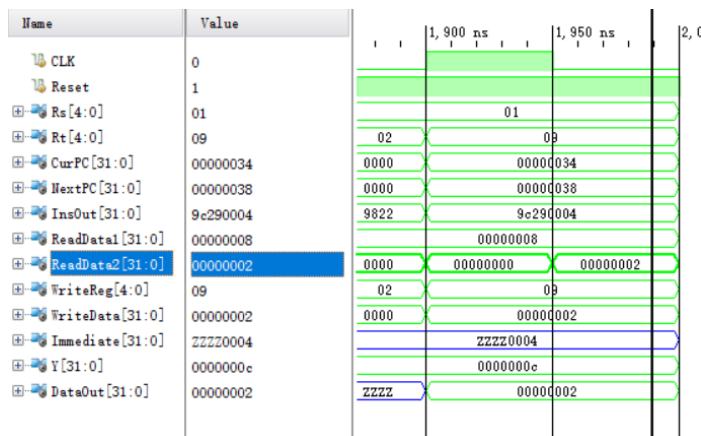 Name Value 1,900 ns 1,950 ns 2,0
CLK 0
Reset 1
Rs[4:0] 01 01
Rt[4:0] 09 02 09
CurPC[31:0] 00000034 0000 00000034
NextPC[31:0] 00000038 0000 00000038
InsOut[31:0] 9c290004 9822 9c290004
ReadData1[31:0] 00000008 00000008
ReadData2[31:0] 00000002 0000 00000000 00000002
WriteReg[4:0] 09 02 09
WriteData[31:0] 00000002 0000 00000002
Immediate[31:0] ZZZZ0004 ZZZZ0004
Y[31:0] 0000000c 0000000c
DataOut[31:0] 00000002 ZZZZ 00000002